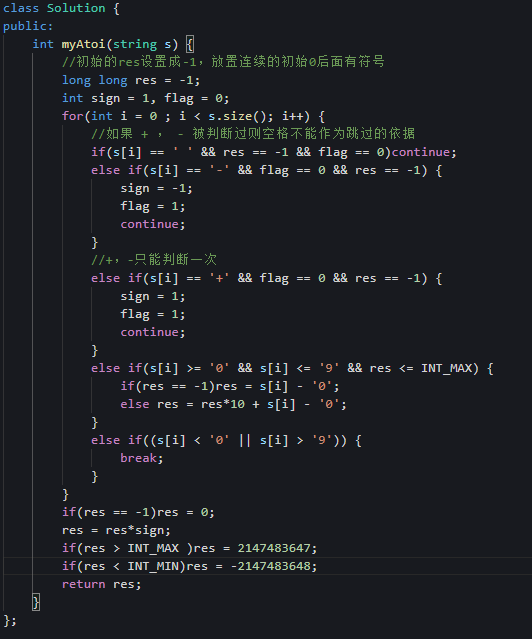 class Solution {
public:
    int myAtoi(string s) {
        //初始的res设置成-1，放置连续的初始0后面有符号
        long long res = -1;
        int sign = 1, flag = 0;
        for(int i = 0 ; i < s.size(); i++) {
            //如果 + ， - 被判断过则空格不能作为跳过的依据
            if(s[i] == ' ' && res == -1 && flag == 0)continue;
            else if(s[i] == '-' && flag == 0 && res == -1) {
                sign = -1;
                flag = 1;
                continue;
            }
            //+，-只能判断一次
            else if(s[i] == '+' && flag == 0 && res == -1) {
                sign = 1;
                flag = 1;
                continue;
            }
            else if(s[i] >= '0' && s[i] <= '9' && res <= INT_MAX) {
                if(res == -1)res = s[i] - '0';
                else res = res*10 + s[i] - '0';
            }
            else if((s[i] < '0' || s[i] > '9')) {
                break;
            }
        }
        if(res == -1)res = 0;
        res = res*sign;
        if(res > INT_MAX )res = 2147483647;
        if(res < INT_MIN)res = -2147483648;
        return res;
    }
};